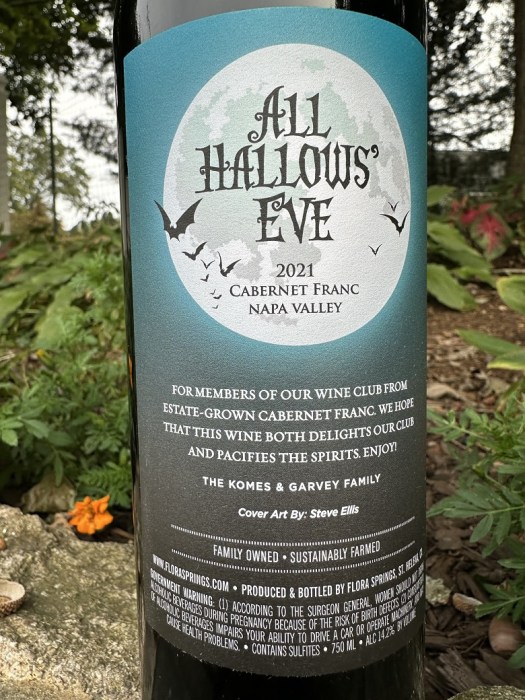 ALL
HALLOWS'
EVE
2021
CABERNET FRANC
NAPA VALLEY
FOR MEMBERS OF OUR WINE CLUB FROM
ESTATE-GROWN CABERNET FRANC. WE HOPE
THAT THIS WINE BOTH DELIGHTS OUR CLUB
AND PACIFIES THE SPIRITS. ENJOY!
THE KOMES & GARVEY FAMILY
Cover Art By: Steve Ellis
FAMILY OWNED • SUSTAINABLY FARMED
WWW.FLORASPRINGS.COM • PRODUCED & BOTTLED BY FLORA SPRINGS, ST. HELENA, CA
GOVERNMENT WARNING: (1) ACCORDING TO THE SURGEON GENERAL, WOMEN SHOULD NOT
ALCOHOLIC BEVERAGES DURING PREGNANCY BECAUSE OF THE RISK OF BIRTH DEFECTS. (2) CONSUMPTION
OF ALCOHOLIC BEVERAGES IMPAIRS YOUR ABILITY TO DRIVE A CAR OR OPERATE MACHINERY,
CAUSE HEALTH PROBLEMS. • CONTAINS SULFITES • 750 ML • ALC 14.2% BY VOLUME